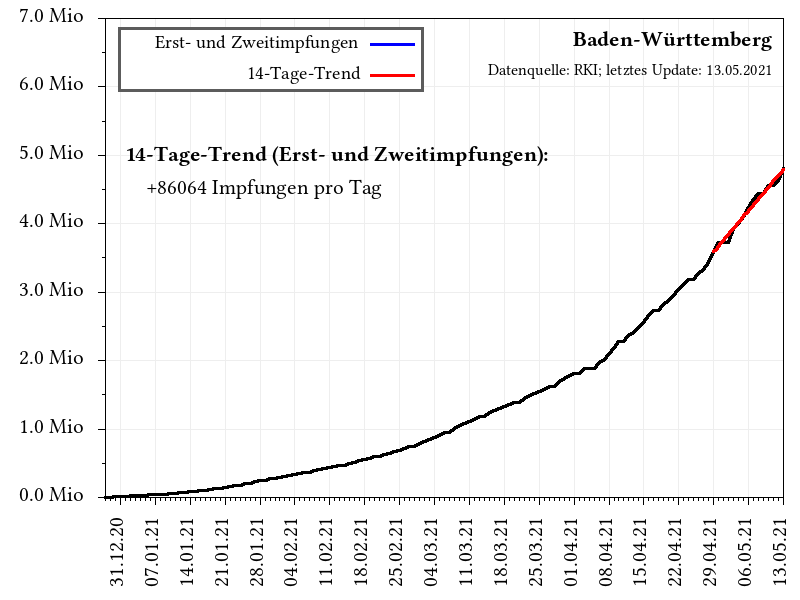 7.0 Mio
6.0 Mio
5.0 Mio
4.0 Mio
3.0 Mio
2.0 Mio
1.0 Mio
0.0 Mio
Erst- und Zweitimpfungen
14-Tage-Trend
Baden-Württemberg
Datenquelle: RKI; letztes Update: 13.05.2021
14-Tage-Trend (Erst- und Zweitimpfungen):
+86064 Impfungen pro Tag
31.12.20
07.01.21
14.01.21
21.01.21
28.01.21
04.02.21
11.02.21
18.02.21
25.02.21
04.03.21
11.03.21
18.03.21
25.03.21
01.04.21
08.04.21
15.04.21
22.04.21
29.04.21
06.05.21
13.05.21